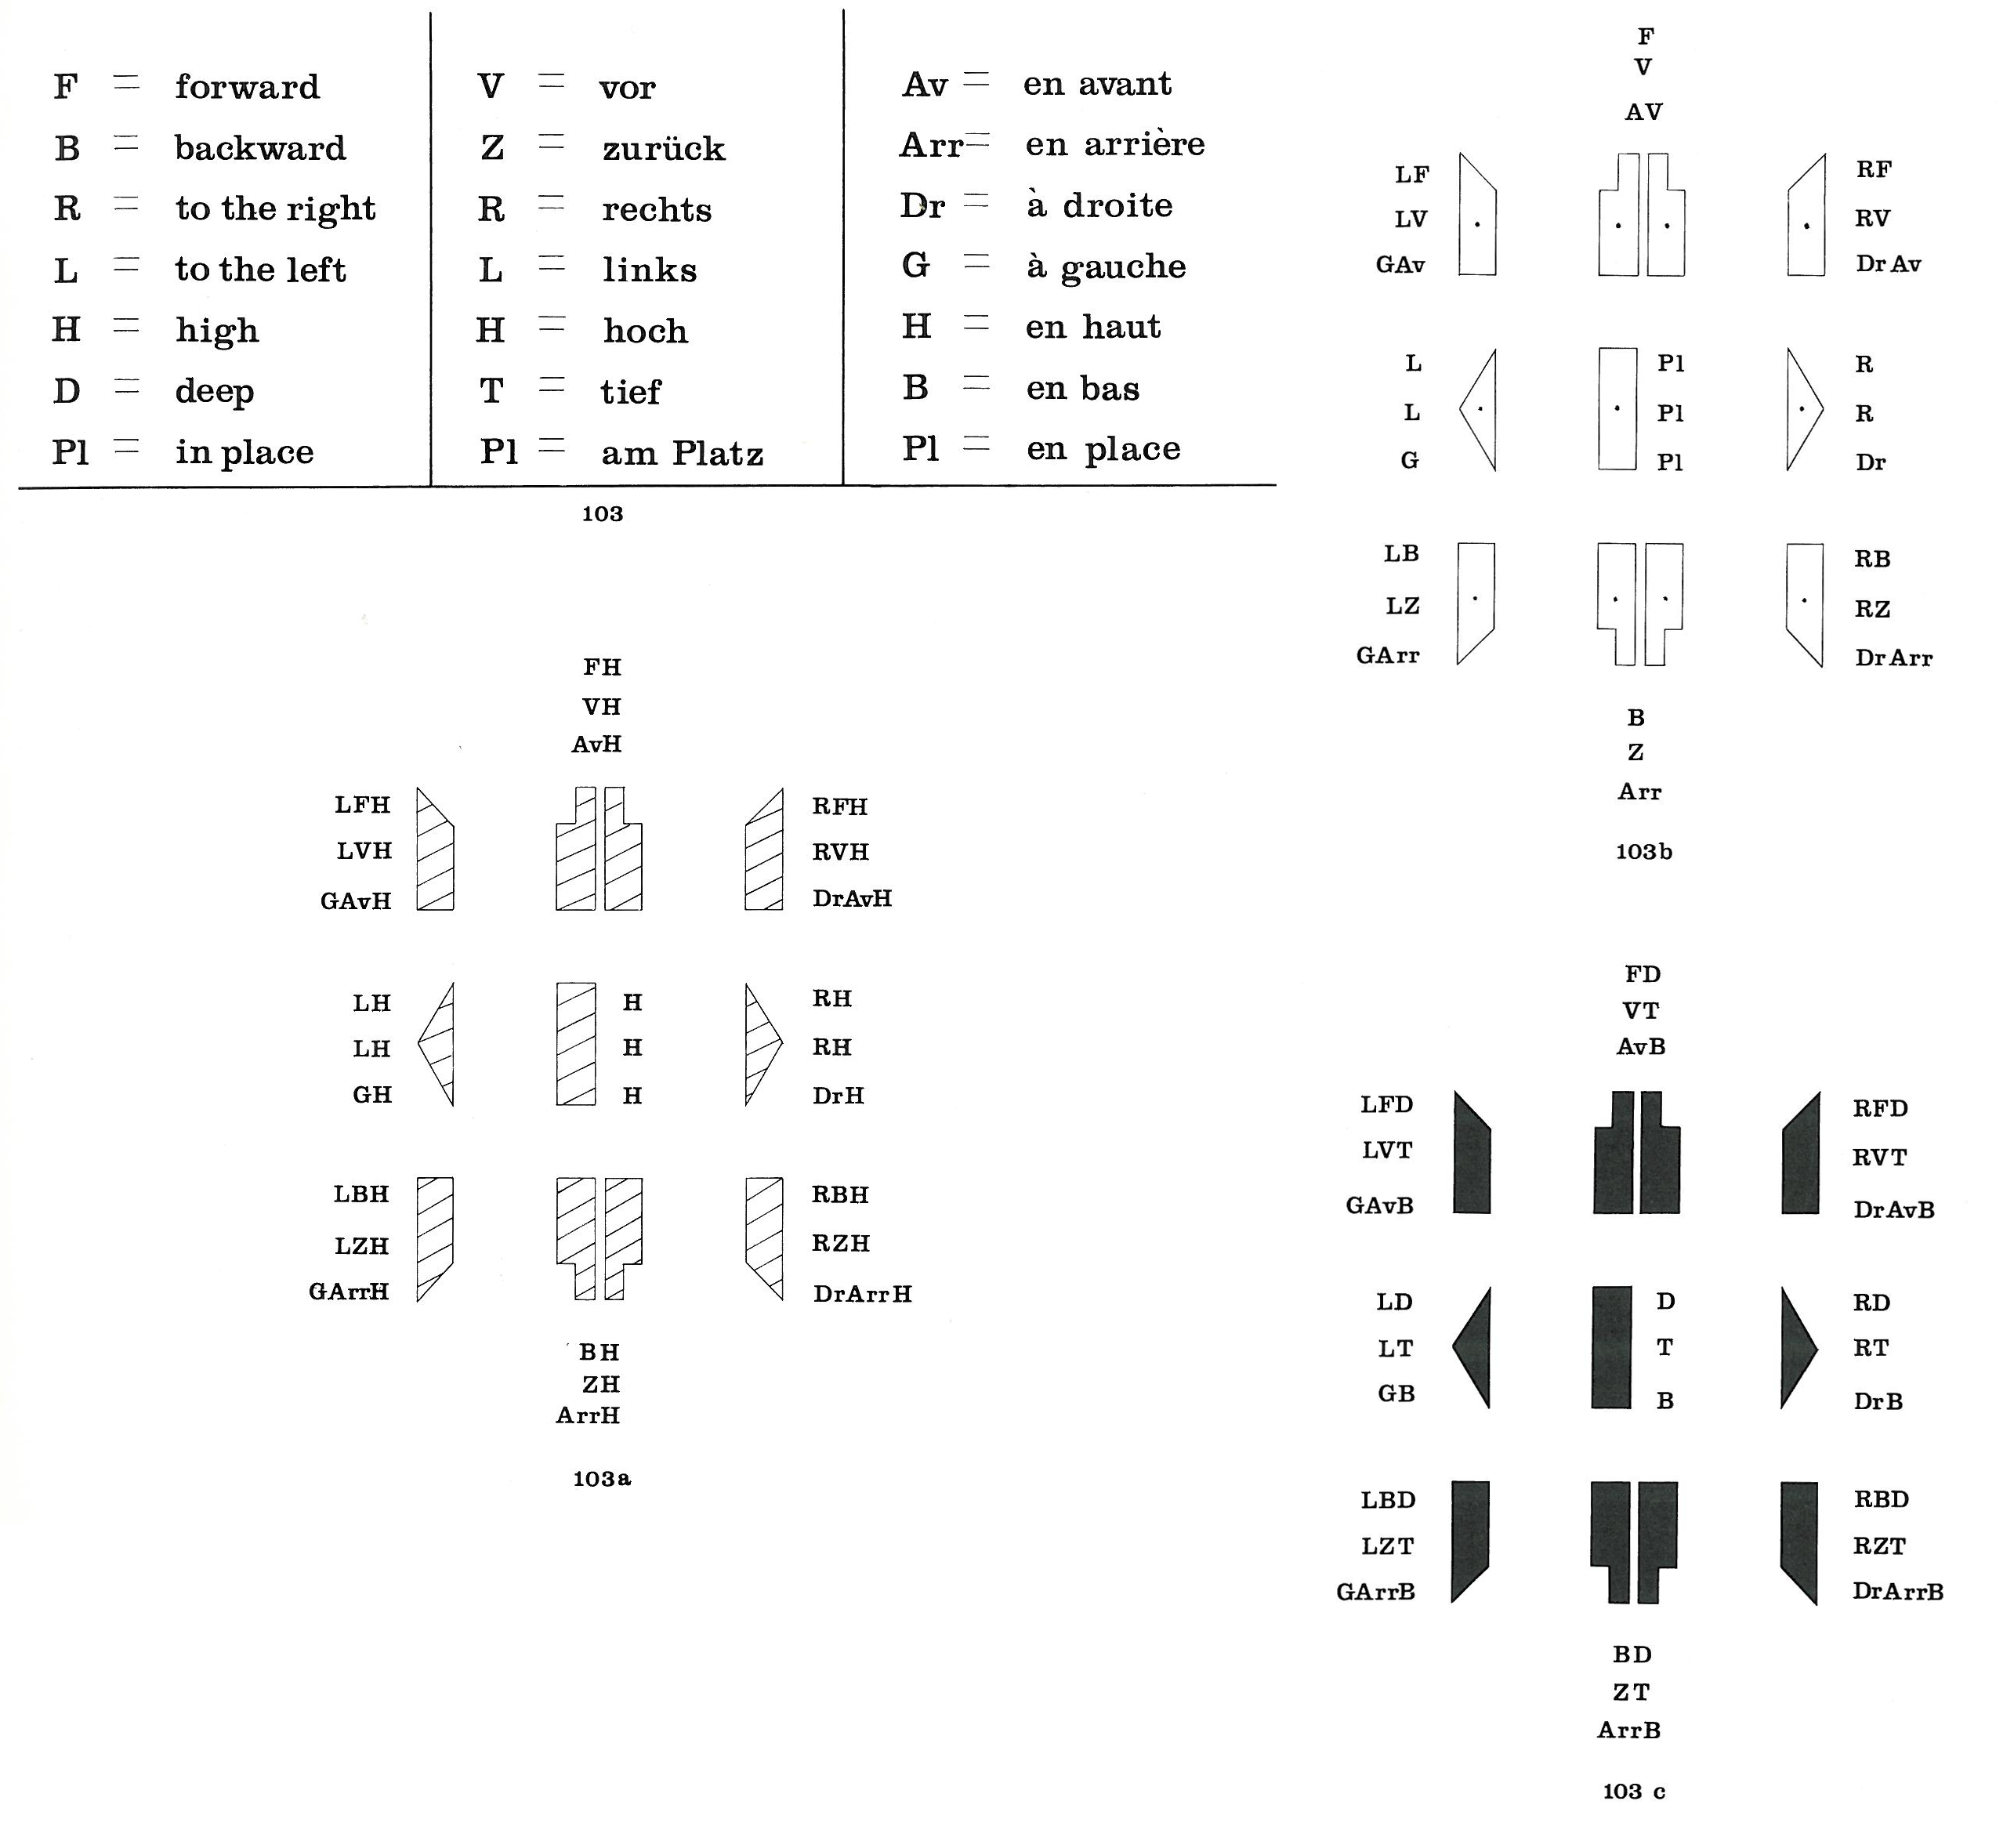 F = forward
B = backward
R = to the right
L = to the left
H = high
D = deep
Pl = in place
V = vor
Z = zurück
R = rechts
L = links
H = hoch
T = tief
Pl = am Platz
Av = en avant
Arr = en arrière
Dr = à droite
G = à gauche
H = en haut
B = en bas
Pl = en place
103
FH
VH
AvH
LFH
LVH
GAvH
RFH
RVH
DrAvH
LH
LH
GH
H
H
H
RH
RH
DrH
LBH
LZH
GArrH
RBH
RZH
DrArrH
BH
ZH
ArrH
103a
F
V
AV
LF
LV
GAv
RF
RV
DrAv
L
L
G
Pl
Pl
Pl
R
R
Dr
LB
LZ
GArr
RB
RZ
DrArr
B
Z
Arr
103b
FD
VT
AvB
LFD
LVT
GAvB
RFD
RVT
DrAvB
LD
LT
GB
D
T
B
RD
RT
DrB
LBD
LZT
GArrB
RBD
RZT
DrArrB
BD
ZT
ArrB
103 c